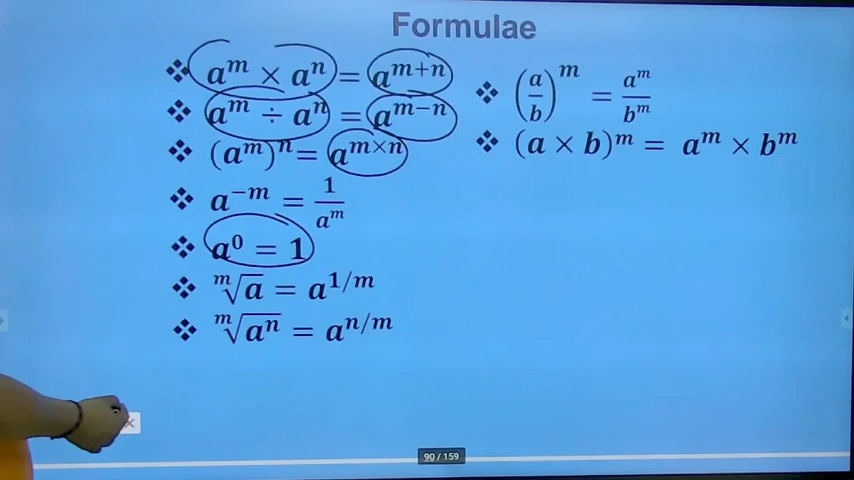 Formulae
❖ a^m × a^n = a^{m+n}
❖ a^m ÷ a^n = a^{m−n}
❖ (a^m)^n = a^{m×n}
❖ a^{−m} = 1/a^m
❖ a^0 = 1
❖ ᵐ√a = a^{1/m}
❖ ᵐ√(a^n) = a^{n/m}
❖ (a/b)^m = a^m/b^m
❖ (a × b)^m = a^m × b^m
90 / 159